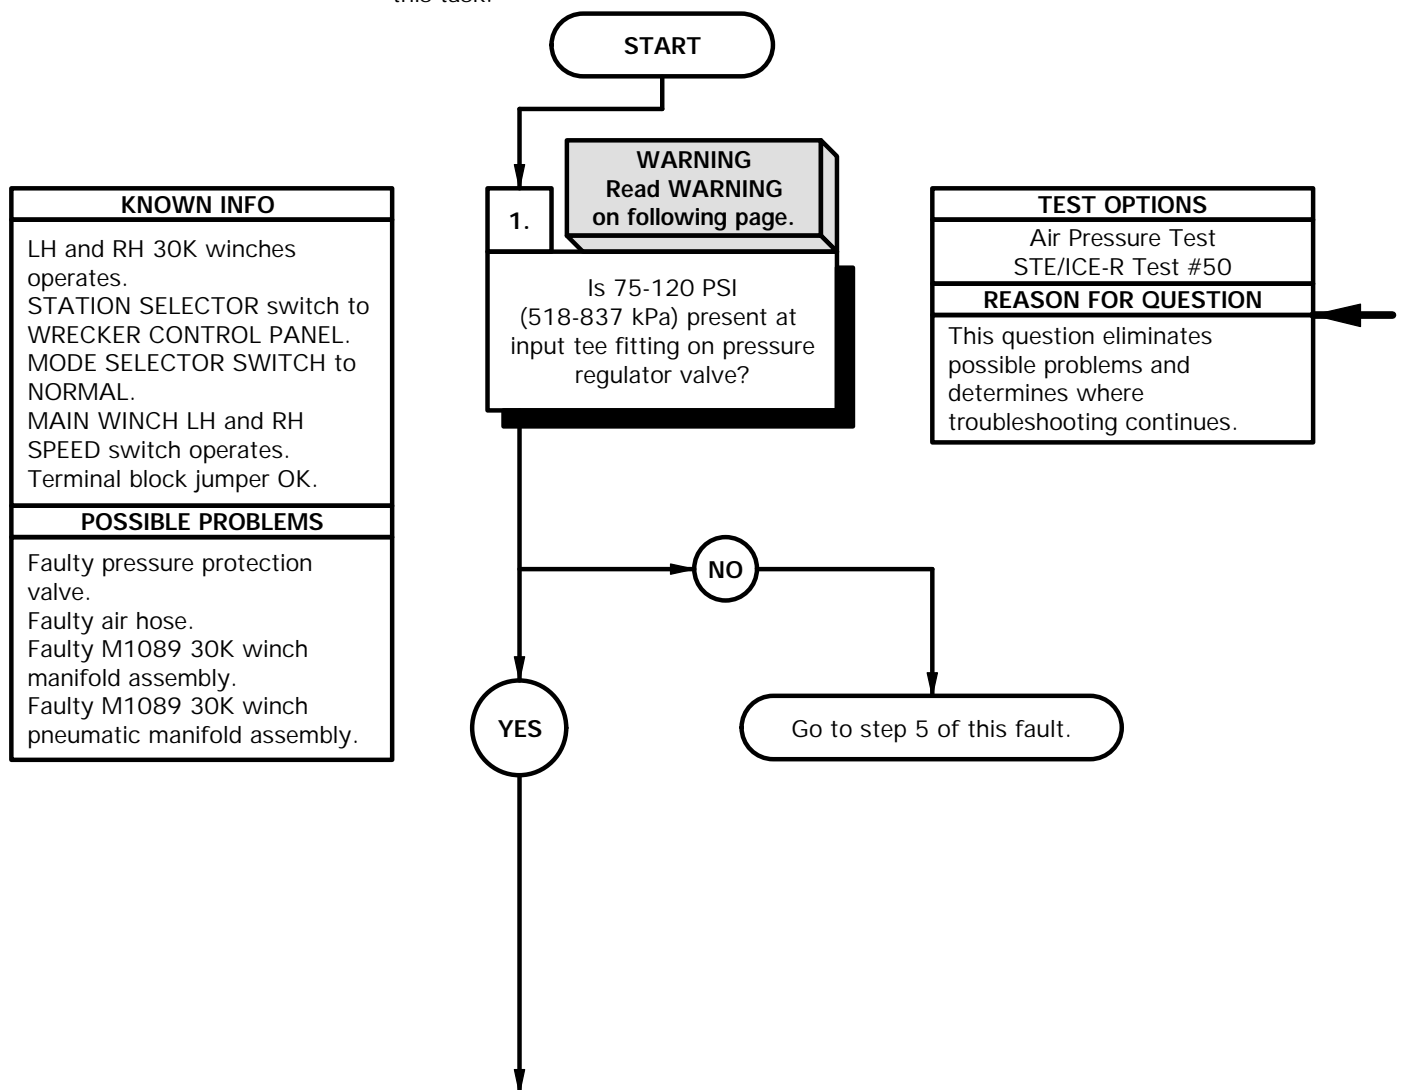 this task.
START
WARNING
Read WARNING
on following page.
1.
Is 75-120 PSI
(518-837 kPa) present at
input tee fitting on pressure
regulator valve?
KNOWN INFO
LH and RH 30K winches
operates.
STATION SELECTOR switch to
WRECKER CONTROL PANEL.
MODE SELECTOR SWITCH to
NORMAL.
MAIN WINCH LH and RH
SPEED switch operates.
Terminal block jumper OK.
POSSIBLE PROBLEMS
Faulty pressure protection
valve.
Faulty air hose.
Faulty M1089 30K winch
manifold assembly.
Faulty M1089 30K winch
pneumatic manifold assembly.
TEST OPTIONS
Air Pressure Test
STE/ICE-R Test #50
REASON FOR QUESTION
This question eliminates
possible problems and
determines where
troubleshooting continues.
NO
YES
Go to step 5 of this fault.